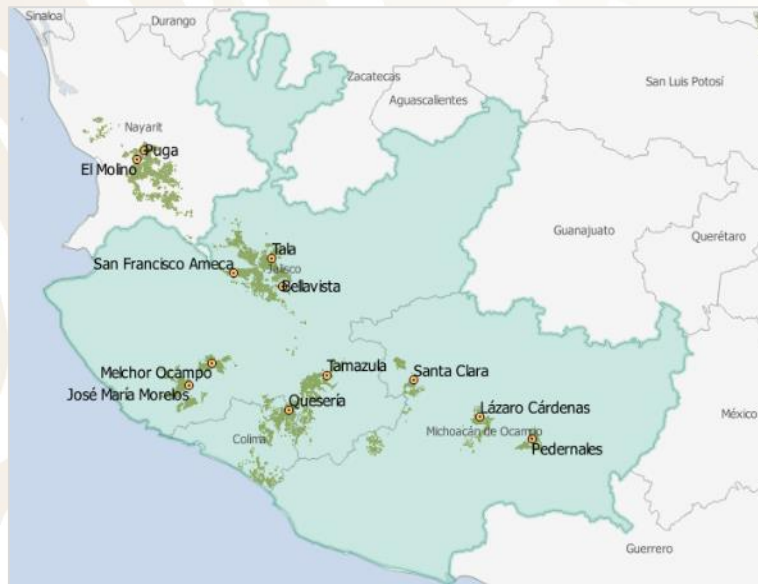 Sinaloa
Durango
Zacatecas
San Luis Potosí
Aguascalientes
Nayarit
Puga
El Molino
Guanajuato
Querétaro
Tala
San Francisco Ameca
Jalisco
Bellavista
Melchor Ocampo
Tamazula
Santa Clara
José María Morelos
Quesería
Lázaro Cárdenas
México
Colima
Michoacán de Ocampo
Pedernales
Guerrero